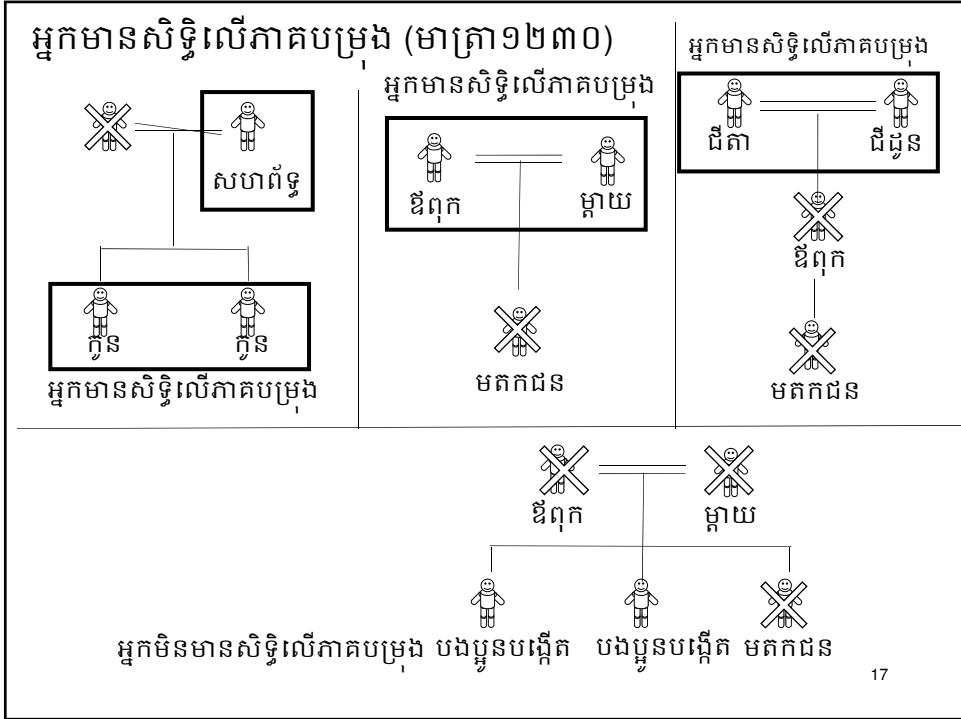 អ្នកមានសិទ្ធិលើភាគបម្រុង (មាត្រា១២៣០)
សហព័ទ្ធ
កូន កូន
អ្នកមានសិទ្ធិលើភាគបម្រុង
អ្នកមានសិទ្ធិលើភាគបម្រុង
ឪពុក ម្តាយ
មតកជន
អ្នកមានសិទ្ធិលើភាគបម្រុង
ជីតា ជីដូន
ឪពុក
មតកជន
ឪពុក ម្តាយ
អ្នកមិនមានសិទ្ធិលើភាគបម្រុង បងប្អូនបង្កើត បងប្អូនបង្កើត មតកជន
17